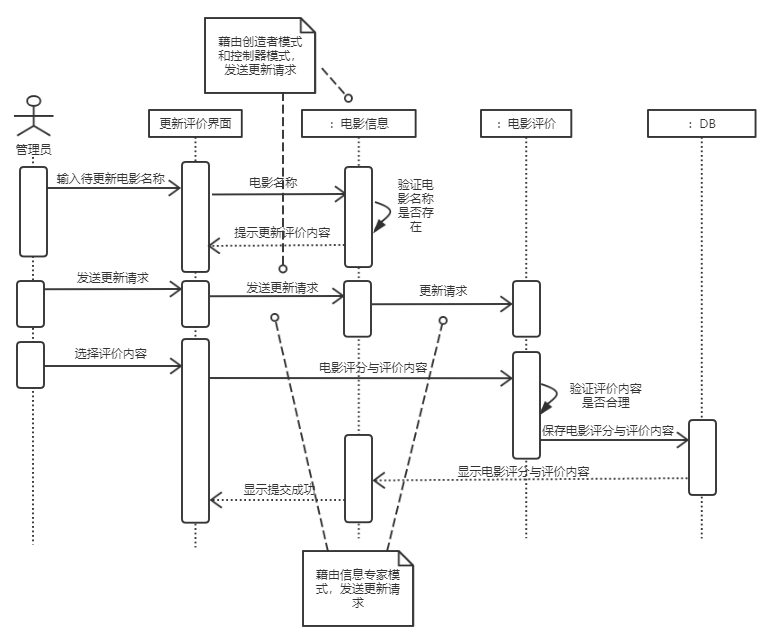 藉由创造者模式
和控制器模式，
发送更新请求
管理员
更新评价界面
：电影信息
：电影评价
：DB
输入待更新电影名称
电影名称
验证电
影名称
是否存
在
提示更新评价内容
发送更新请求
发送更新请求
更新请求
选择评价内容
电影评分与评价内容
验证评价内容
是否合理
保存电影评分与评价内容
显示电影评分与评价内容
显示提交成功
藉由信息专家模
式，发送更新请
求